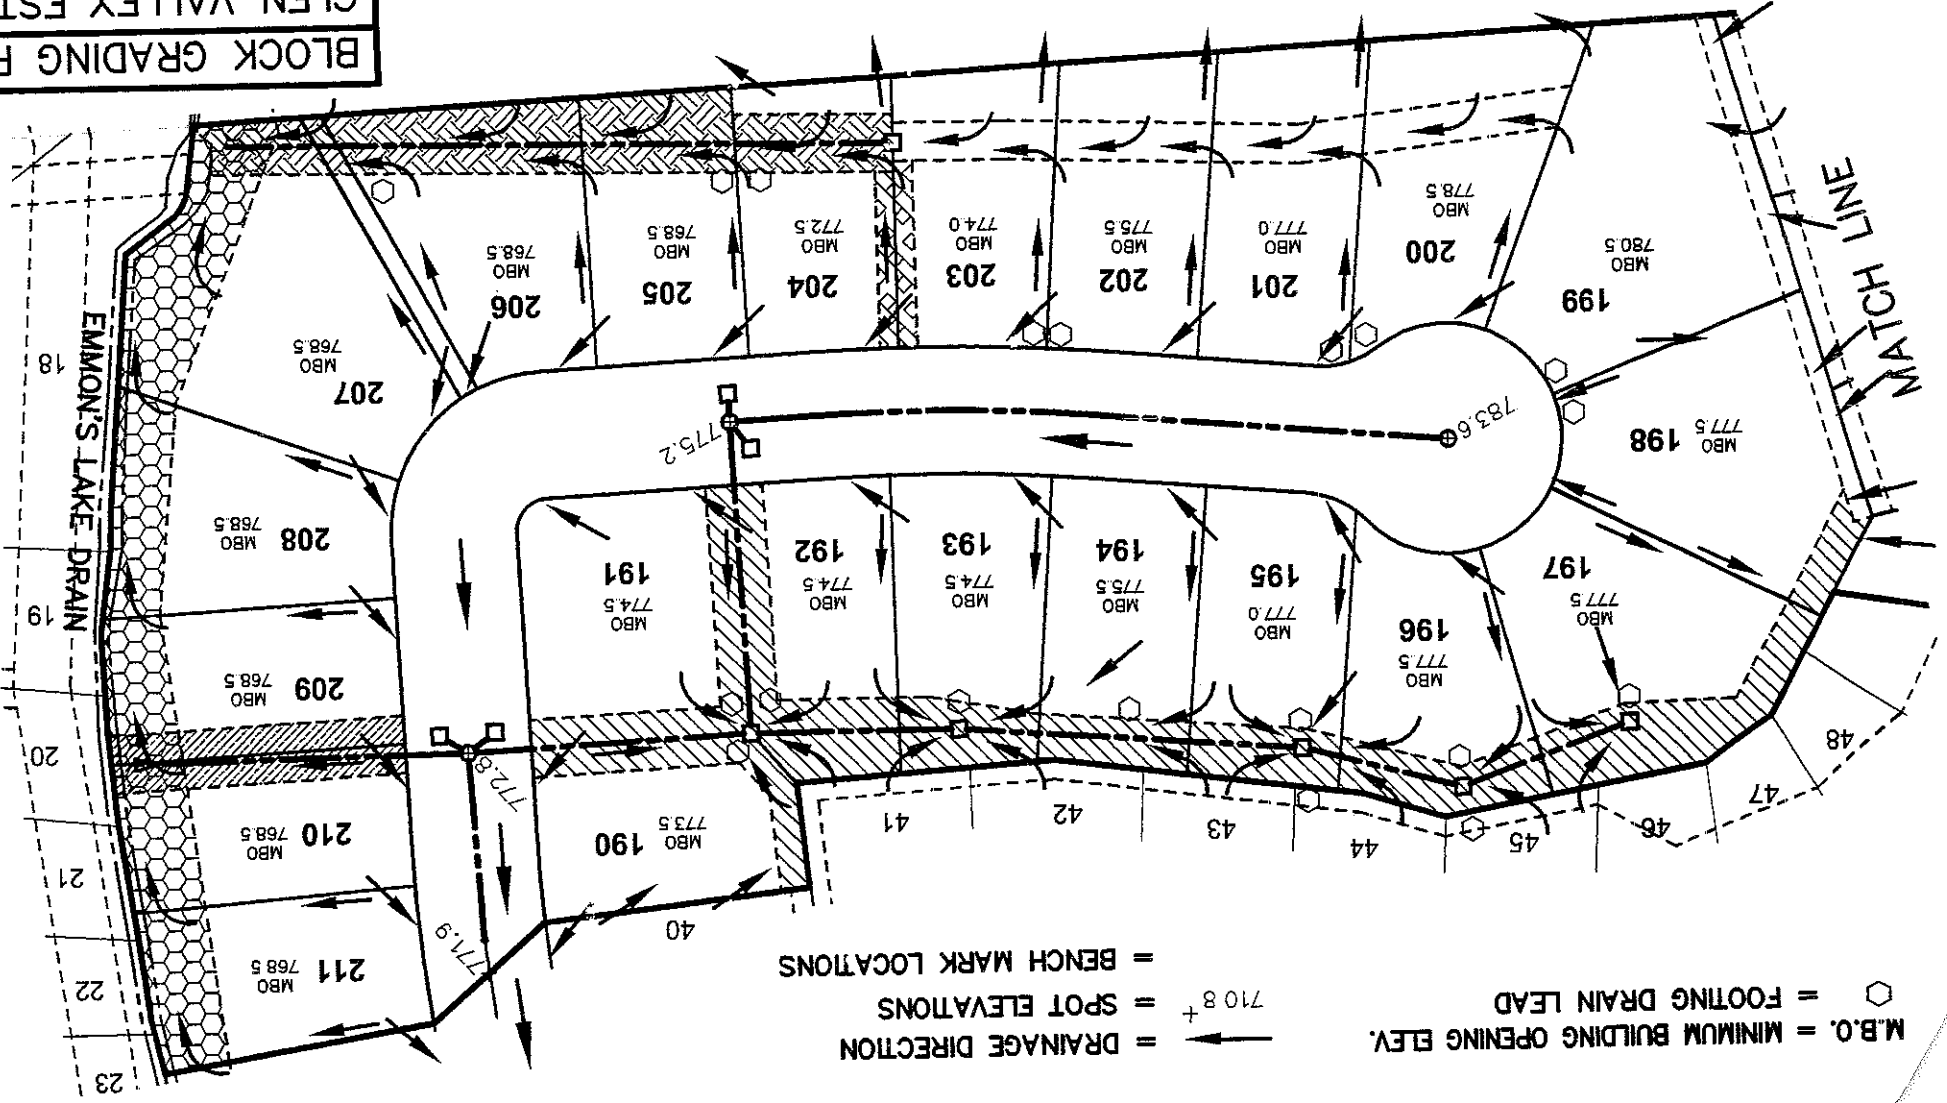 M.B.O. = MINIMUM BUILDING OPENING ELEV.
= FOOTING DRAIN LEAD
= DRAINAGE DIRECTION
710.8+ = SPOT ELEVATIONS
= BENCH MARK LOCATIONS
23
22
21
20
19
18
40
41
42
43
44
45
46
47
48
211
MBO
768.5
210
MBO
768.5
209
MBO
768.5
208
MBO
768.5
207
MBO
768.5
206
MBO
768.5
205
MBO
768.5
204
MBO
772.5
203
MBO
774.0
202
MBO
775.5
201
MBO
777.0
200
MBO
778.5
199
MBO
780.5
198
MBO
777.5
197
MBO
777.5
196
MBO
777.5
195
MBO
777.0
194
MBO
775.5
193
MBO
774.5
192
MBO
774.5
191
MBO
774.5
190
MBO
773.5
771.9
772.8
775.2
783.6
EMMON'S LAKE DRAIN
MATCH LINE
BLOCK GRADING
VALLEY